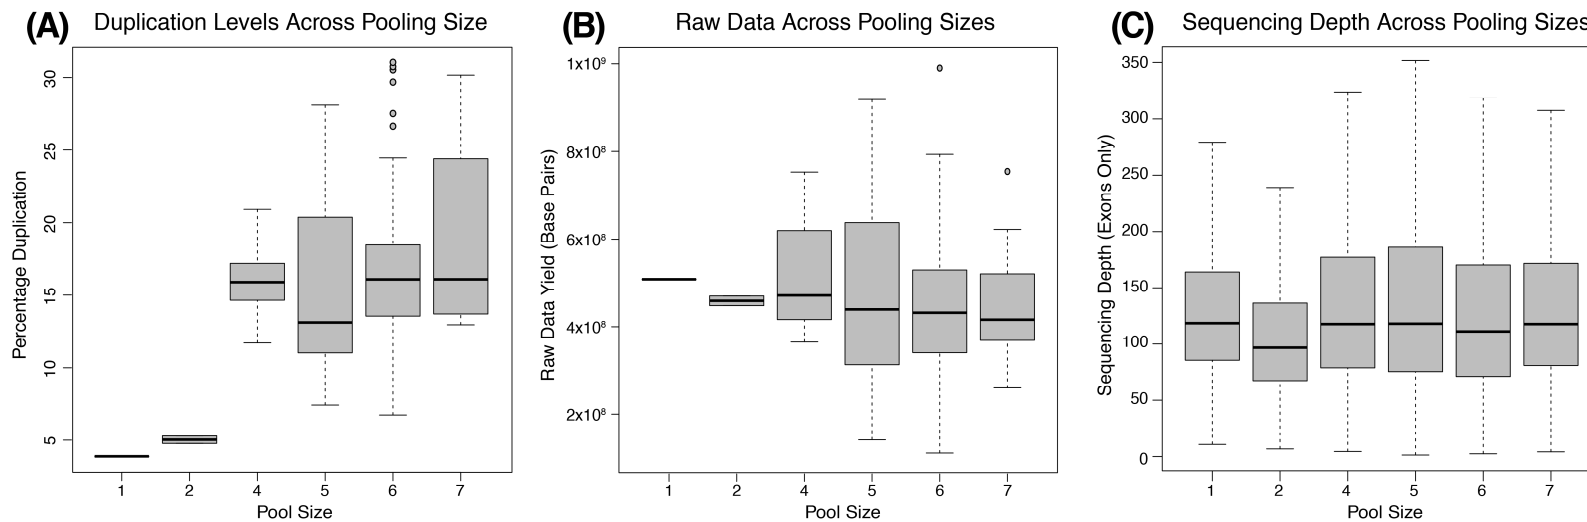 (A) Duplication Levels Across Pooling Size
Percentage Duplication
30
25
20
15
10
5
1 2 4 5 6 7
Pool Size
(B) Raw Data Across Pooling Sizes
Raw Data Yield (Base Pairs)
1x10⁹
8x10⁸
6x10⁸
4x10⁸
2x10⁸
1 2 4 5 6 7
Pool Size
(C) Sequencing Depth Across Pooling Sizes
Sequencing Depth (Exons Only)
350
300
250
200
150
100
50
0
1 2 4 5 6 7
Pool Size